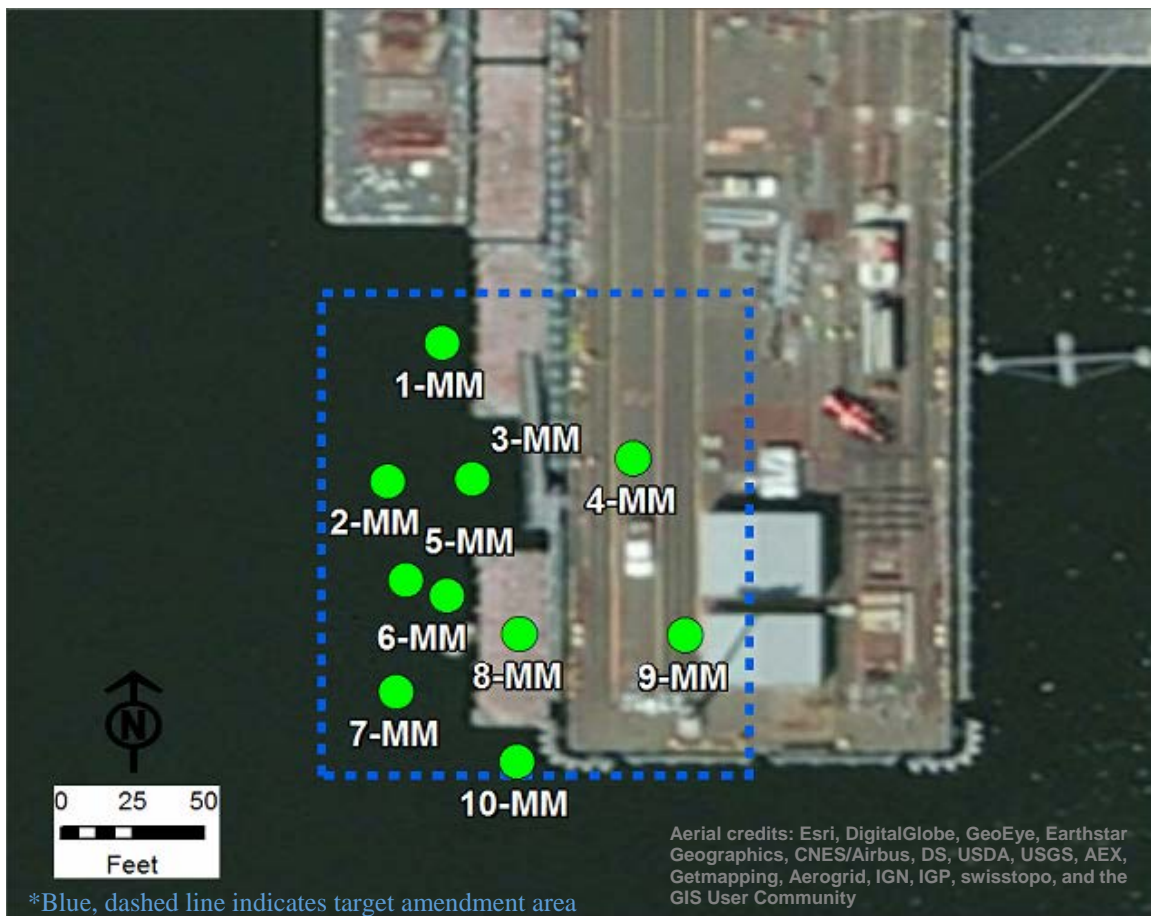 1-MM
3-MM
4-MM
2-MM
5-MM
6-MM
8-MM
9-MM
7-MM
10-MM
N
0 25 50
Feet
Aerial credits: Esri, DigitalGlobe, GeoEye, Earthstar
Geographics, CNES/Airbus, DS, USDA, USGS, AEX,
Getmapping, Aerogrid, IGN, IGP, swisstopo, and the
GIS User Community
*Blue, dashed line indicates target amendment area